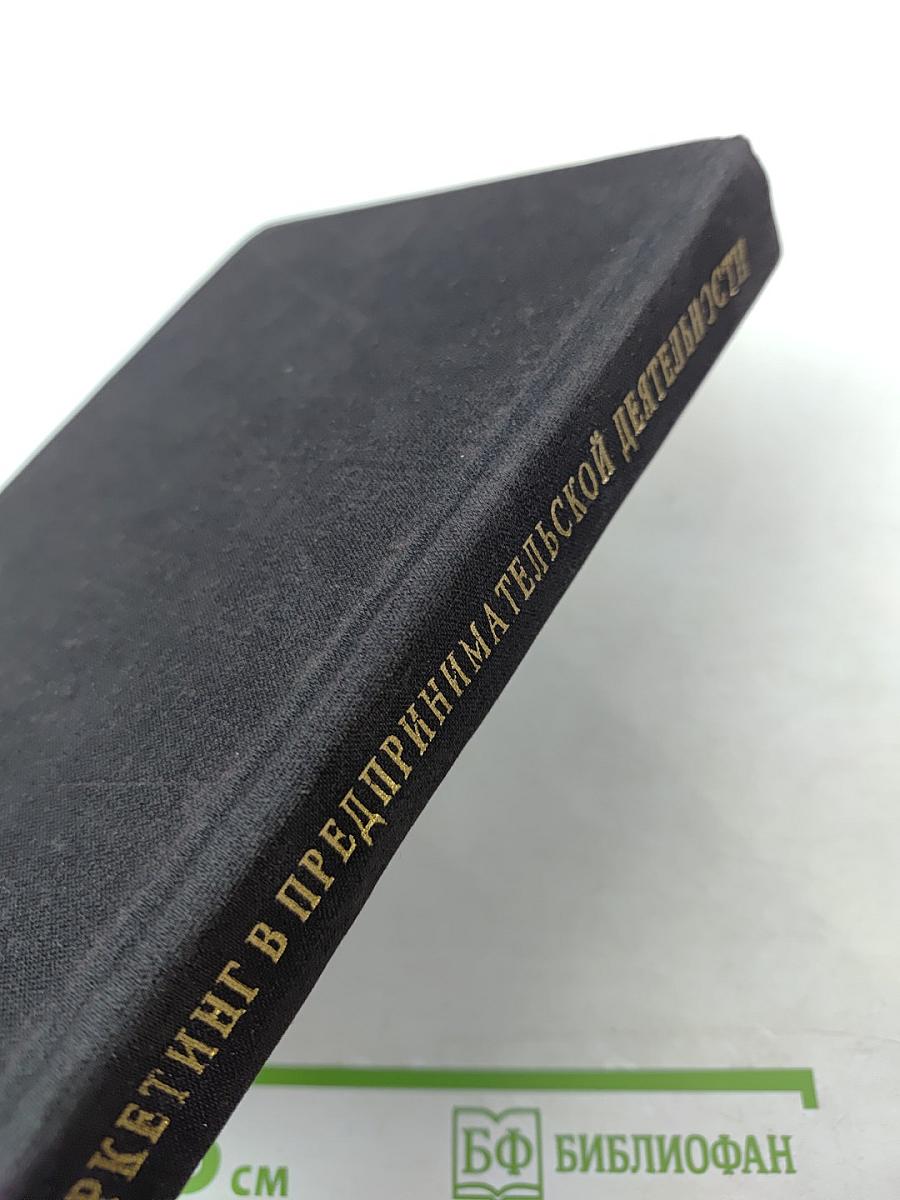 РКЕТИНГ В ПРЕДПРИНИМАТЕЛЬСКОЙ ДЕЯТЕЛЬНОСТИ
см
БФ БИБЛИОФАН